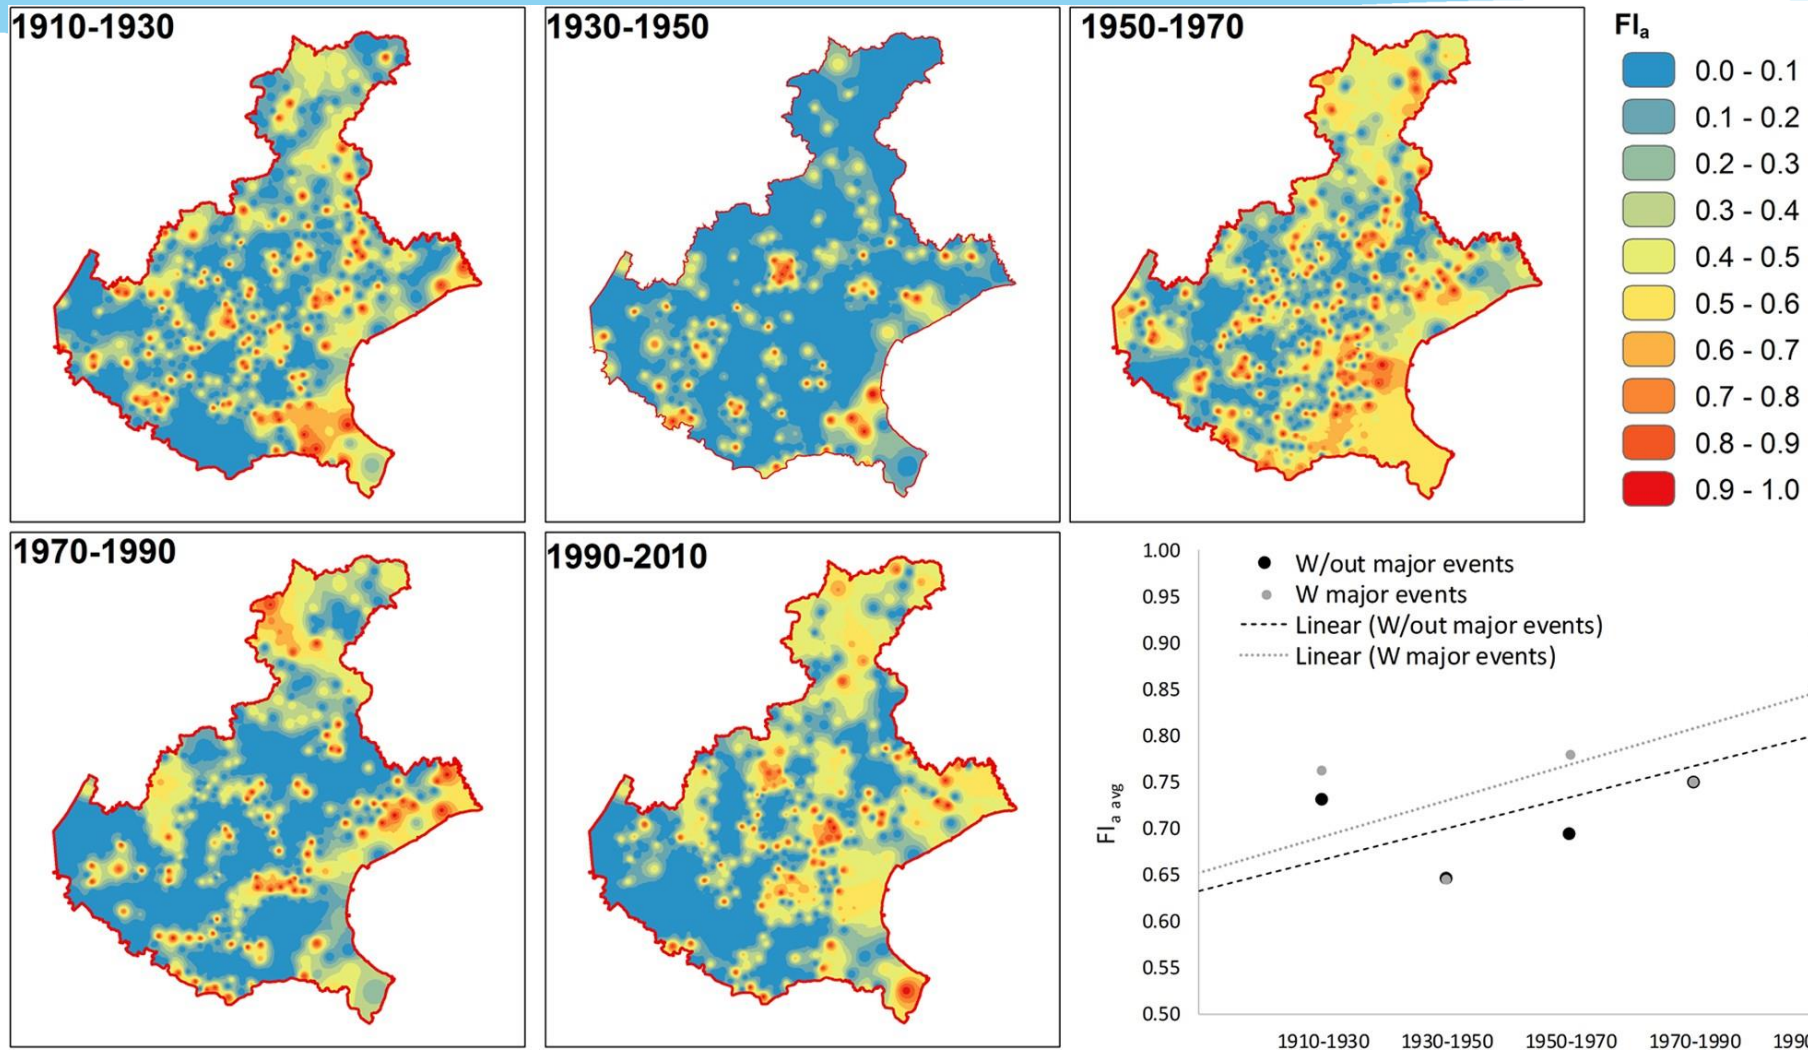 1910-1930
1930-1950
1950-1970
FIa
0.0 - 0.1
0.1 - 0.2
0.2 - 0.3
0.3 - 0.4
0.4 - 0.5
0.5 - 0.6
0.6 - 0.7
0.7 - 0.8
0.8 - 0.9
0.9 - 1.0
1970-1990
1990-2010
1.00
0.95
0.90
0.85
0.80
0.75
0.70
0.65
0.60
0.55
0.50
FIa avg
W/out major events
W major events
Linear (W/out major events)
Linear (W major events)
1910-1930 1930-1950 1950-1970 1970-1990 1990